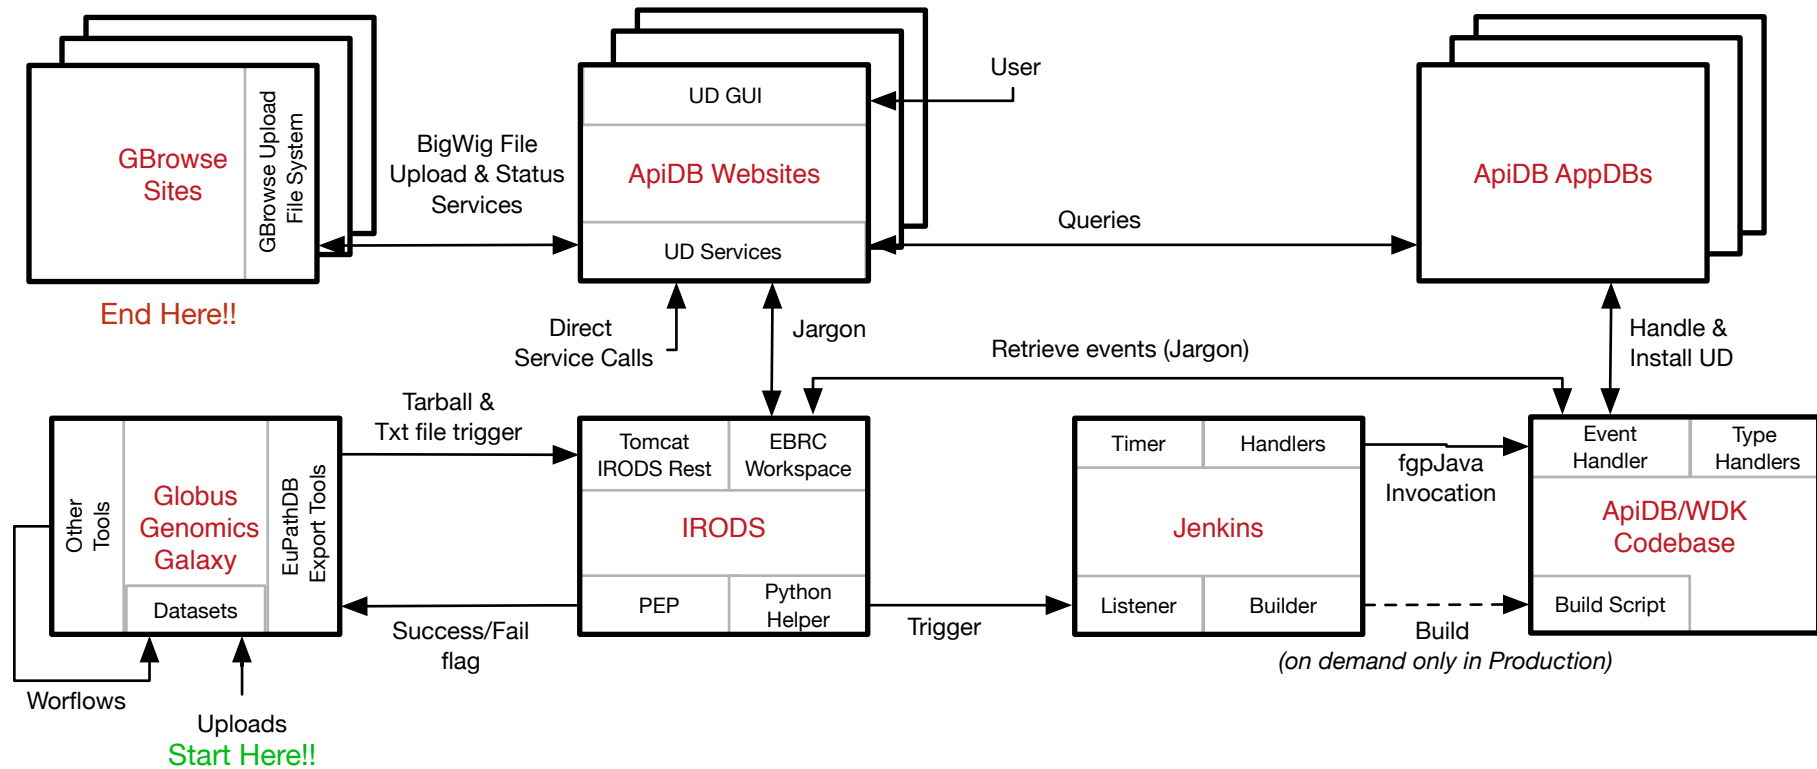 GBrowse
Sites
GBrowse Upload
File System
End Here!!
BigWig File
Upload & Status
Services
UD GUI
ApiDB Websites
UD Services
User
Queries
ApiDB AppDBs
Direct
Service Calls
Jargon
Retrieve events (Jargon)
Handle &
Install UD
Other
Tools
Globus
Genomics
Galaxy
Datasets
EuPathDB
Export Tools
Worflows
Uploads
Start Here!!
Tarball &
Txt file trigger
Success/Fail
flag
Tomcat
IRODS Rest
EBRC
Workspace
IRODS
PEP
Python
Helper
Trigger
Timer
Handlers
Jenkins
Listener
Builder
fgpJava
Invocation
Build
(on demand only in Production)
Event
Handler
Type
Handlers
ApiDB/WDK
Codebase
Build Script